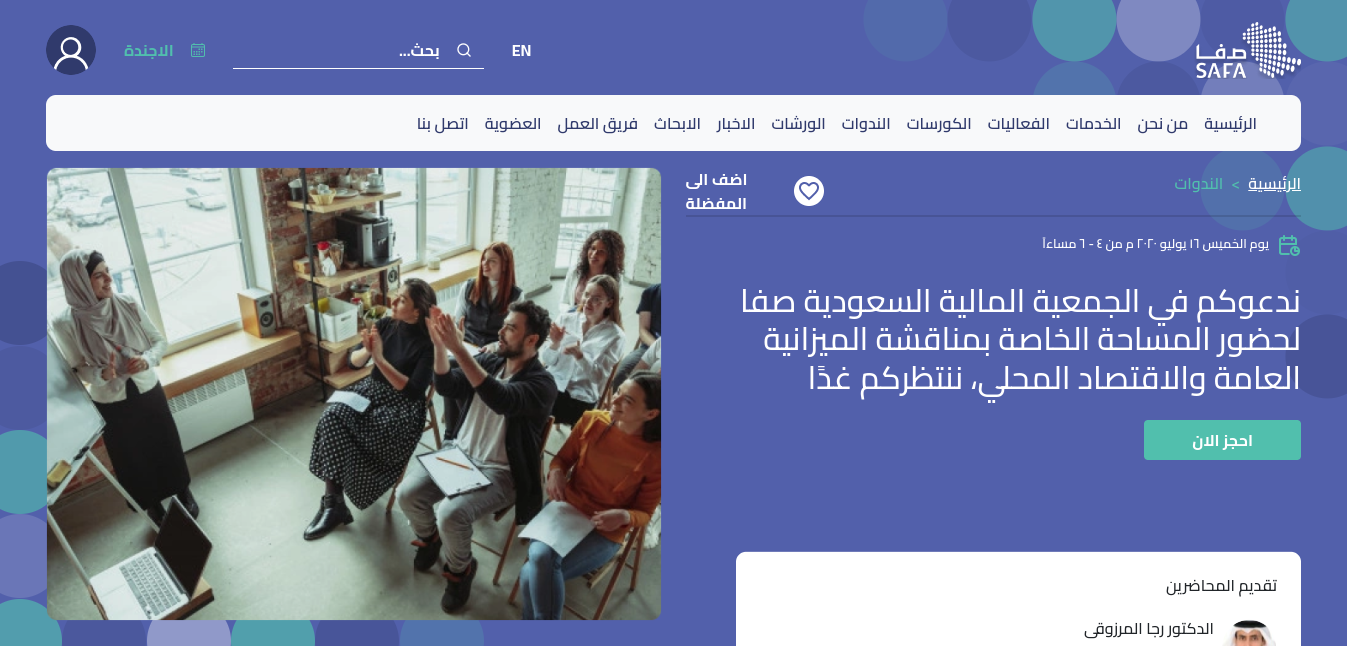 صفا
SAFA
EN
بحث...
الاجندة
الرئيسية من نحن الخدمات الفعاليات الكورسات الندوات الورشات الاخبار الابحاث فريق العمل العضوية اتصل بنا
الرئيسية > الندوات
اضف الى
المفضلة
يوم الخميس ١٦ يوليو ٢٠٢٠ م من ٤ - ٦ مساءاً
ندعوكم في الجمعية المالية السعودية صفا
لحضور المساحة الخاصة بمناقشة الميزانية
العامة والاقتصاد المحلي، ننتظركم غدًا
احجز الان
تقديم المحاضرين
الدكتور رجا المرزوقي